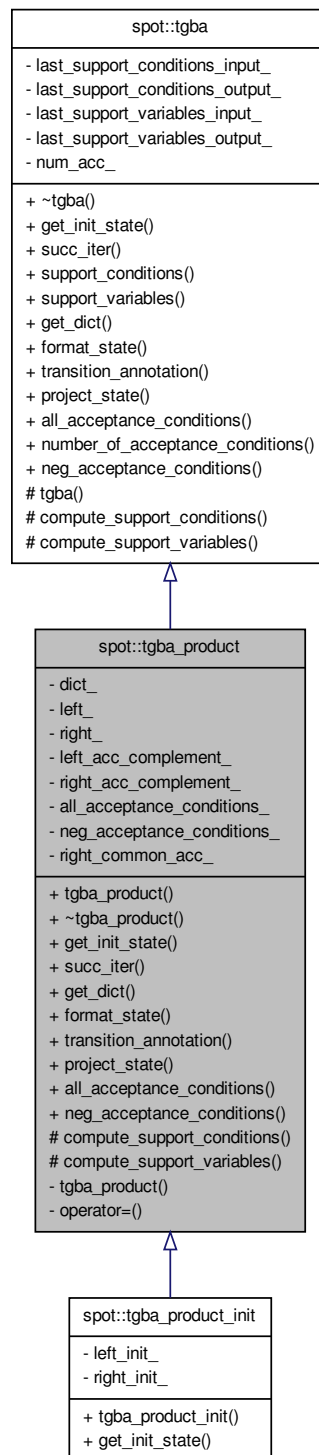 spot::tgba
- last_support_conditions_input_
- last_support_conditions_output_
- last_support_variables_input_
- last_support_variables_output_
- num_acc_
+ ~tgba()
+ get_init_state()
+ succ_iter()
+ support_conditions()
+ support_variables()
+ get_dict()
+ format_state()
+ transition_annotation()
+ project_state()
+ all_acceptance_conditions()
+ number_of_acceptance_conditions()
+ neg_acceptance_conditions()
# tgba()
# compute_support_conditions()
# compute_support_variables()
spot::tgba_product
- dict_
- left_
- right_
- left_acc_complement_
- right_acc_complement_
- all_acceptance_conditions_
- neg_acceptance_conditions_
- right_common_acc_
+ tgba_product()
+ ~tgba_product()
+ get_init_state()
+ succ_iter()
+ get_dict()
+ format_state()
+ transition_annotation()
+ project_state()
+ all_acceptance_conditions()
+ neg_acceptance_conditions()
# compute_support_conditions()
# compute_support_variables()
- tgba_product()
- operator=()
spot::tgba_product_init
- left_init_
- right_init_
+ tgba_product_init()
+ get_init_state()